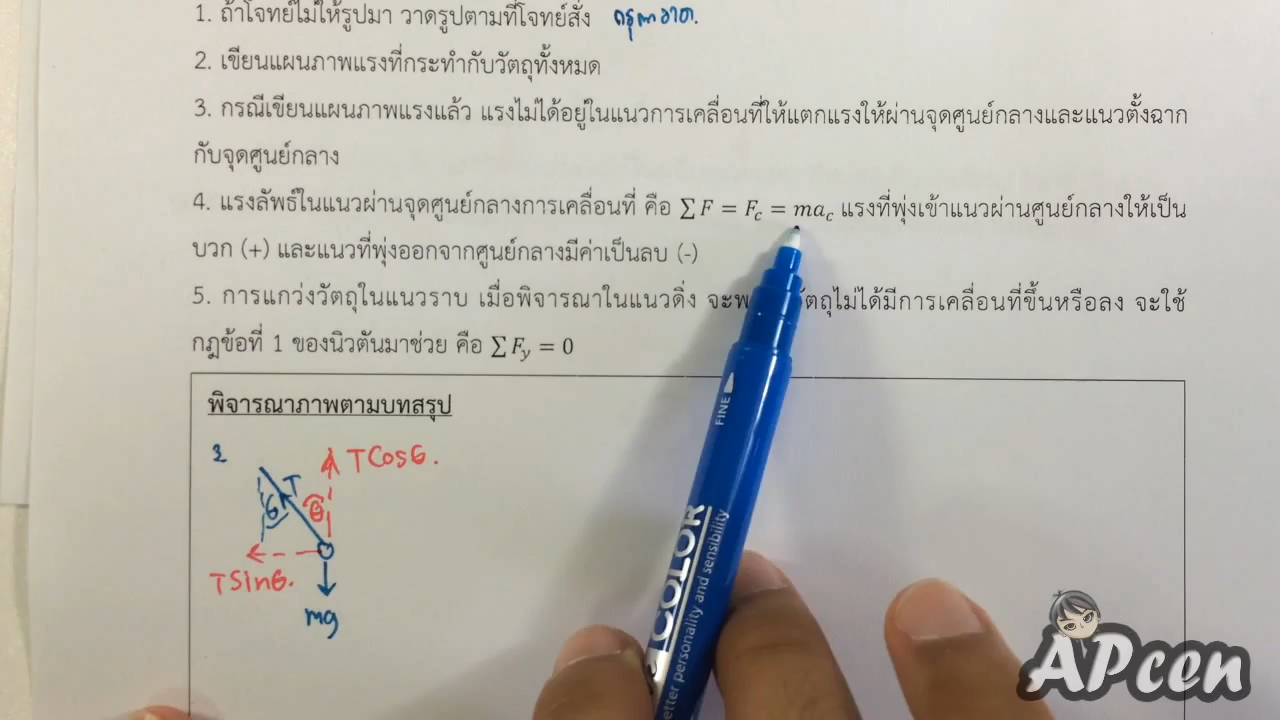 1. ถ้าโจทย์ไม่ให้รูปมา วาดรูปตามที่โจทย์สั่ง
2. เขียนแผนภาพแรงที่กระทำกับวัตถุทั้งหมด
3. กรณีเขียนแผนภาพแรงแล้ว แรงไม่ได้อยู่ในแนวการเคลื่อนที่ให้แตกแรงให้ผ่านจุดศูนย์กลางและแนวตั้งฉาก
กับจุดศูนย์กลาง
4. แรงลัพธ์ในแนวผ่านจุดศูนย์กลางการเคลื่อนที่ คือ ∑F = Fc = mac แรงที่พุ่งเข้าแนวผ่านศูนย์กลางให้เป็น
บวก (+) และแนวที่พุ่งออกจากศูนย์กลางมีค่าเป็นลบ (-)
5. การแกว่งวัตถุในแนวราบ เมื่อพิจารณาในแนวดิ่ง จะพ ัตถุไม่ได้มีการเคลื่อนที่ขึ้นหรือลง จะใช้
กฎข้อที่ 1 ของนิวตันมาช่วย คือ ∑Fy = 0
พิจารณาภาพตามบทสรุป
T Cosθ.
T
θ
θ
T Sinθ.
mg
FINE
COLOR
etter personality and sensibility
APcen